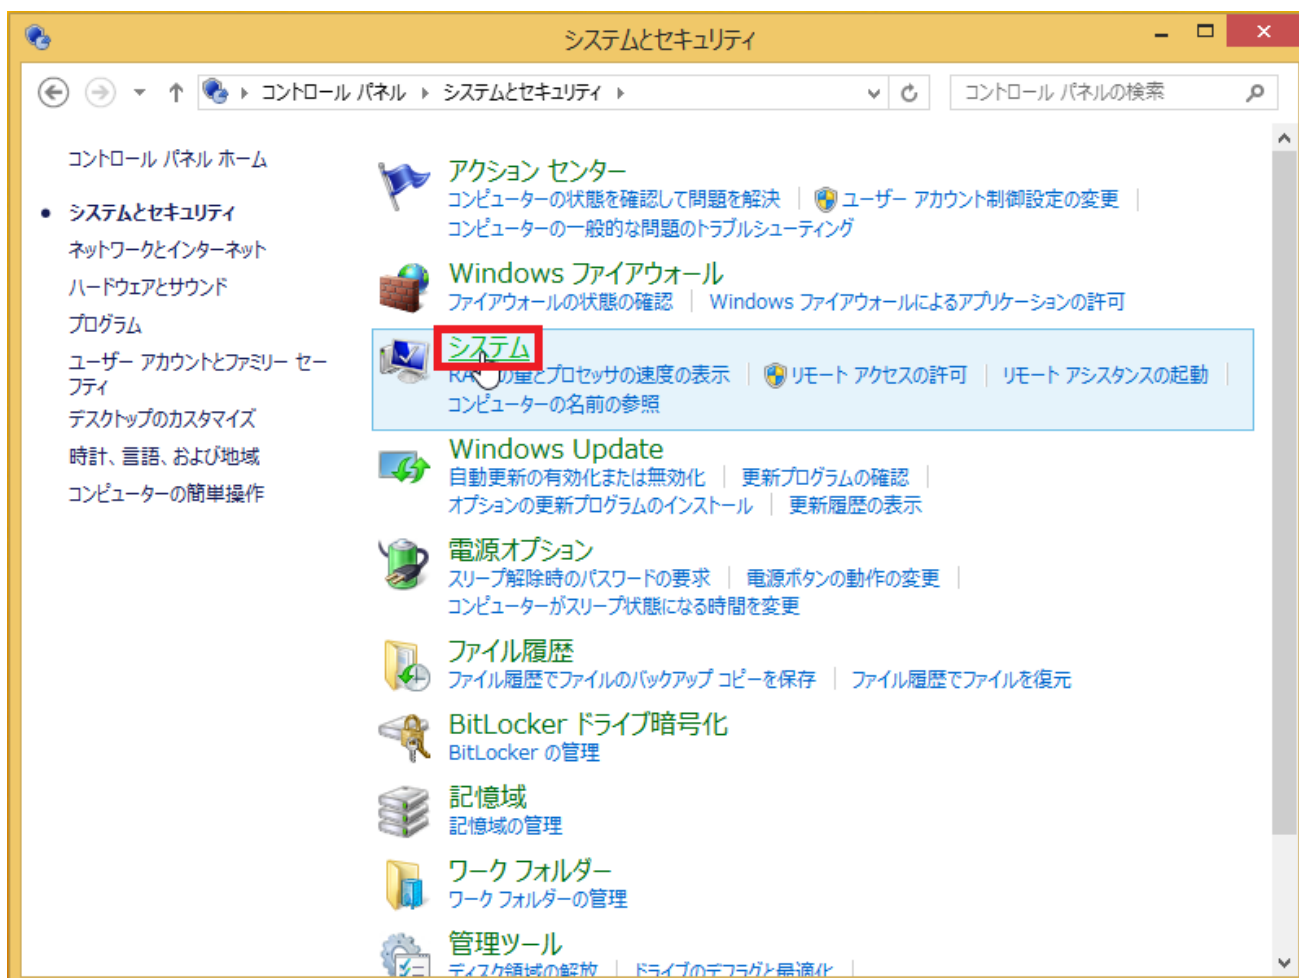 システムとセキュリティ
コントロール パネル システムとセキュリティ
コントロール パネルの検索
コントロール パネル ホーム
システムとセキュリティ
ネットワークとインターネット
ハードウェアとサウンド
プログラム
ユーザー アカウントとファミリー セー
フティ
デスクトップのカスタマイズ
時計、言語、および地域
コンピューターの簡単操作
アクション センター
コンピューターの状態を確認して問題を解決 ユーザー アカウント制御設定の変更
コンピューターの一般的な問題のトラブルシューティング
Windows ファイアウォール
ファイアウォールの状態の確認 Windows ファイアウォールによるアプリケーションの許可
システム
の量とプロセッサの速度の表示 リモート アクセスの許可 リモート アシスタンスの起動
コンピューターの名前の参照
Windows Update
自動更新の有効化または無効化 更新プログラムの確認
オプションの更新プログラムのインストール 更新履歴の表示
電源オプション
スリープ解除時のパスワードの要求 電源ボタンの動作の変更
コンピューターがスリープ状態になる時間を変更
ファイル履歴
ファイル履歴でファイルのバックアップ コピーを保存 ファイル履歴でファイルを復元
BitLocker ドライブ暗号化
BitLocker の管理
記憶域
記憶域の管理
ワーク フォルダー
ワーク フォルダーの管理
管理ツール
ディスク領域の解放 ドライブのデフラグと最適化